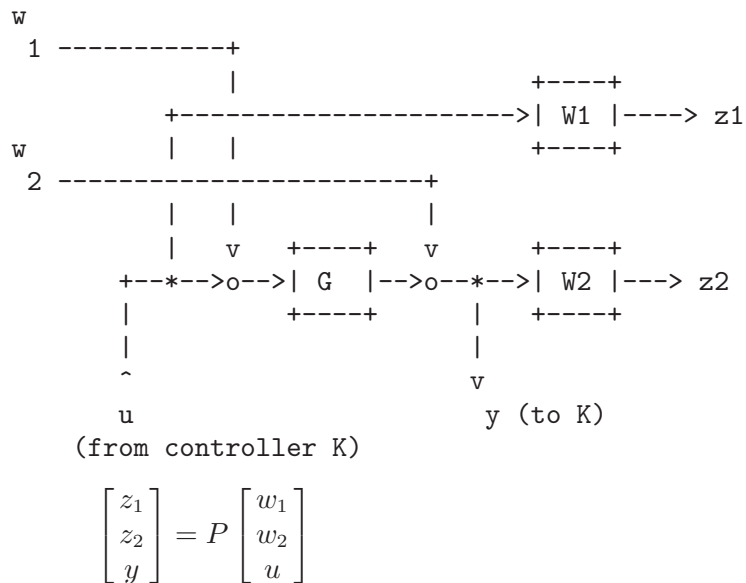 w
1 -----------+
|                   +----+
+---------------------->| W1 |----> z1
w         |   |                   +----+
2 ------------------------+
|   |            |
|   v   +----+   v      +----+
+--*-->o-->| G  |-->o--*-->| W2 |---> z2
|          +----+      |   +----+
|                      |
^                      v
u                       y (to K)
(from controller K)
[z₁ z₂ y] = P [w₁ w₂ u]